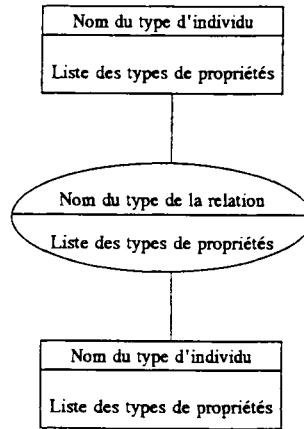 Nom du type d'individu
Liste des types de propriétés
Nom du type de la relation
Liste des types de propriétés
Nom du type d'individu
Liste des types de propriétés